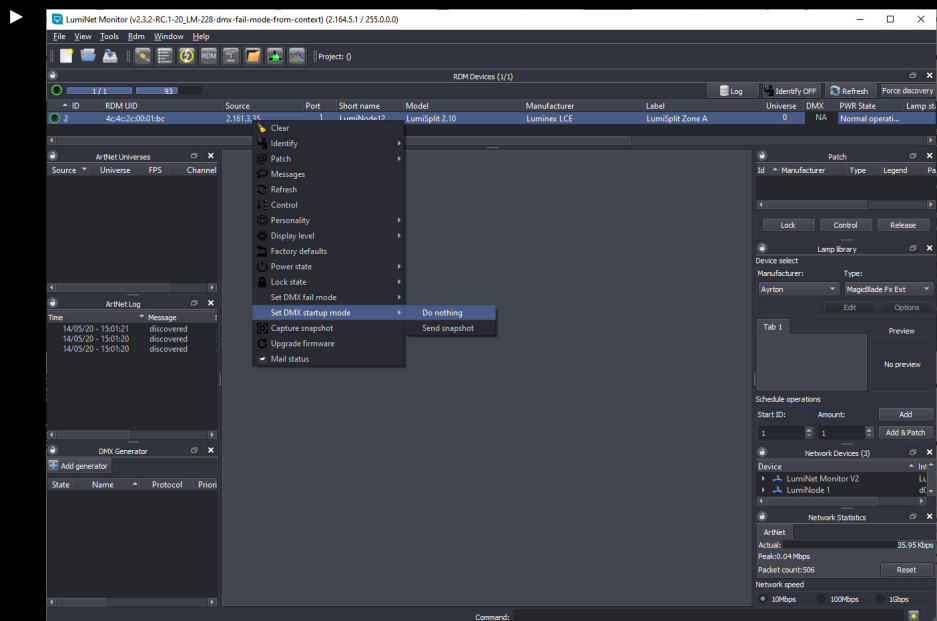 LumiNet Monitor (v2.3.2-RC.1-20_LM-228-dmx-fail-mode-from-context) (2.164.5.1 / 255.0.0.0)
File View Tools Rdm Window Help
RDM Project: ()
RDM Devices (1/1)
1/1 93 Log Identify OFF Refresh Force discovery
ID RDM UID Source Port Short name Model Manufacturer Label Universe DMX PWR State Lamp sta
2 4c:4c:2c:00:01:bc 2.161.3.35 1 LumiNode12 LumiSplit 2.10 Luminex LCE LumiSplit Zone A 0 NA Normal operati...
Clear
Identify
Patch
Messages
Refresh
Control
Personality
Display level
Factory defaults
Power state
Lock state
Set DMX fail mode
Set DMX startup mode
Capture snapshot
Upgrade firmware
Mail status
Do nothing
Send snapshot
ArtNet Universes
Source Universe FPS Channel
ArtNet Log
Time Message
14/05/20 - 15:01:21 discovered
14/05/20 - 15:01:20 discovered
14/05/20 - 15:01:20 discovered
DMX Generator
Add generator
State Name Protocol Priori
Patch
Id Manufacturer Type Legend Pa
Lock Control Release
Lamp library
Device select
Manufacturer: Type:
Ayrton MagicBlade Fx Ext
Edit Options
Tab 1 Preview
No preview
Schedule operations
Start ID: Amount: Add
1 1 Add & Patch
Network Devices (3)
Device Int
LumiNet Monitor V2 Lu
LumiNode 1 d0
Network Statistics
ArtNet
Actual: 35.95 Kbps
Peak:0.04 Mbps
Packet count:506 Reset
Network speed
10Mbps 100Mbps 1Gbps
Command: